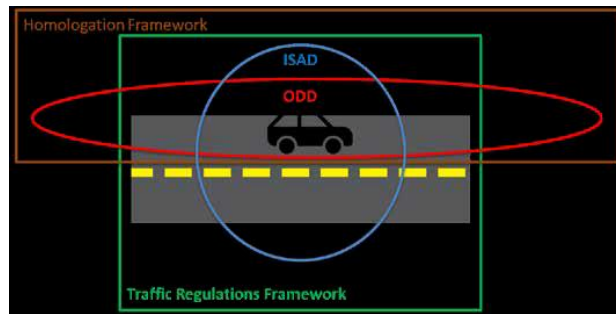 Homologation Framework
ISAD
ODD
Traffic Regulations Framework